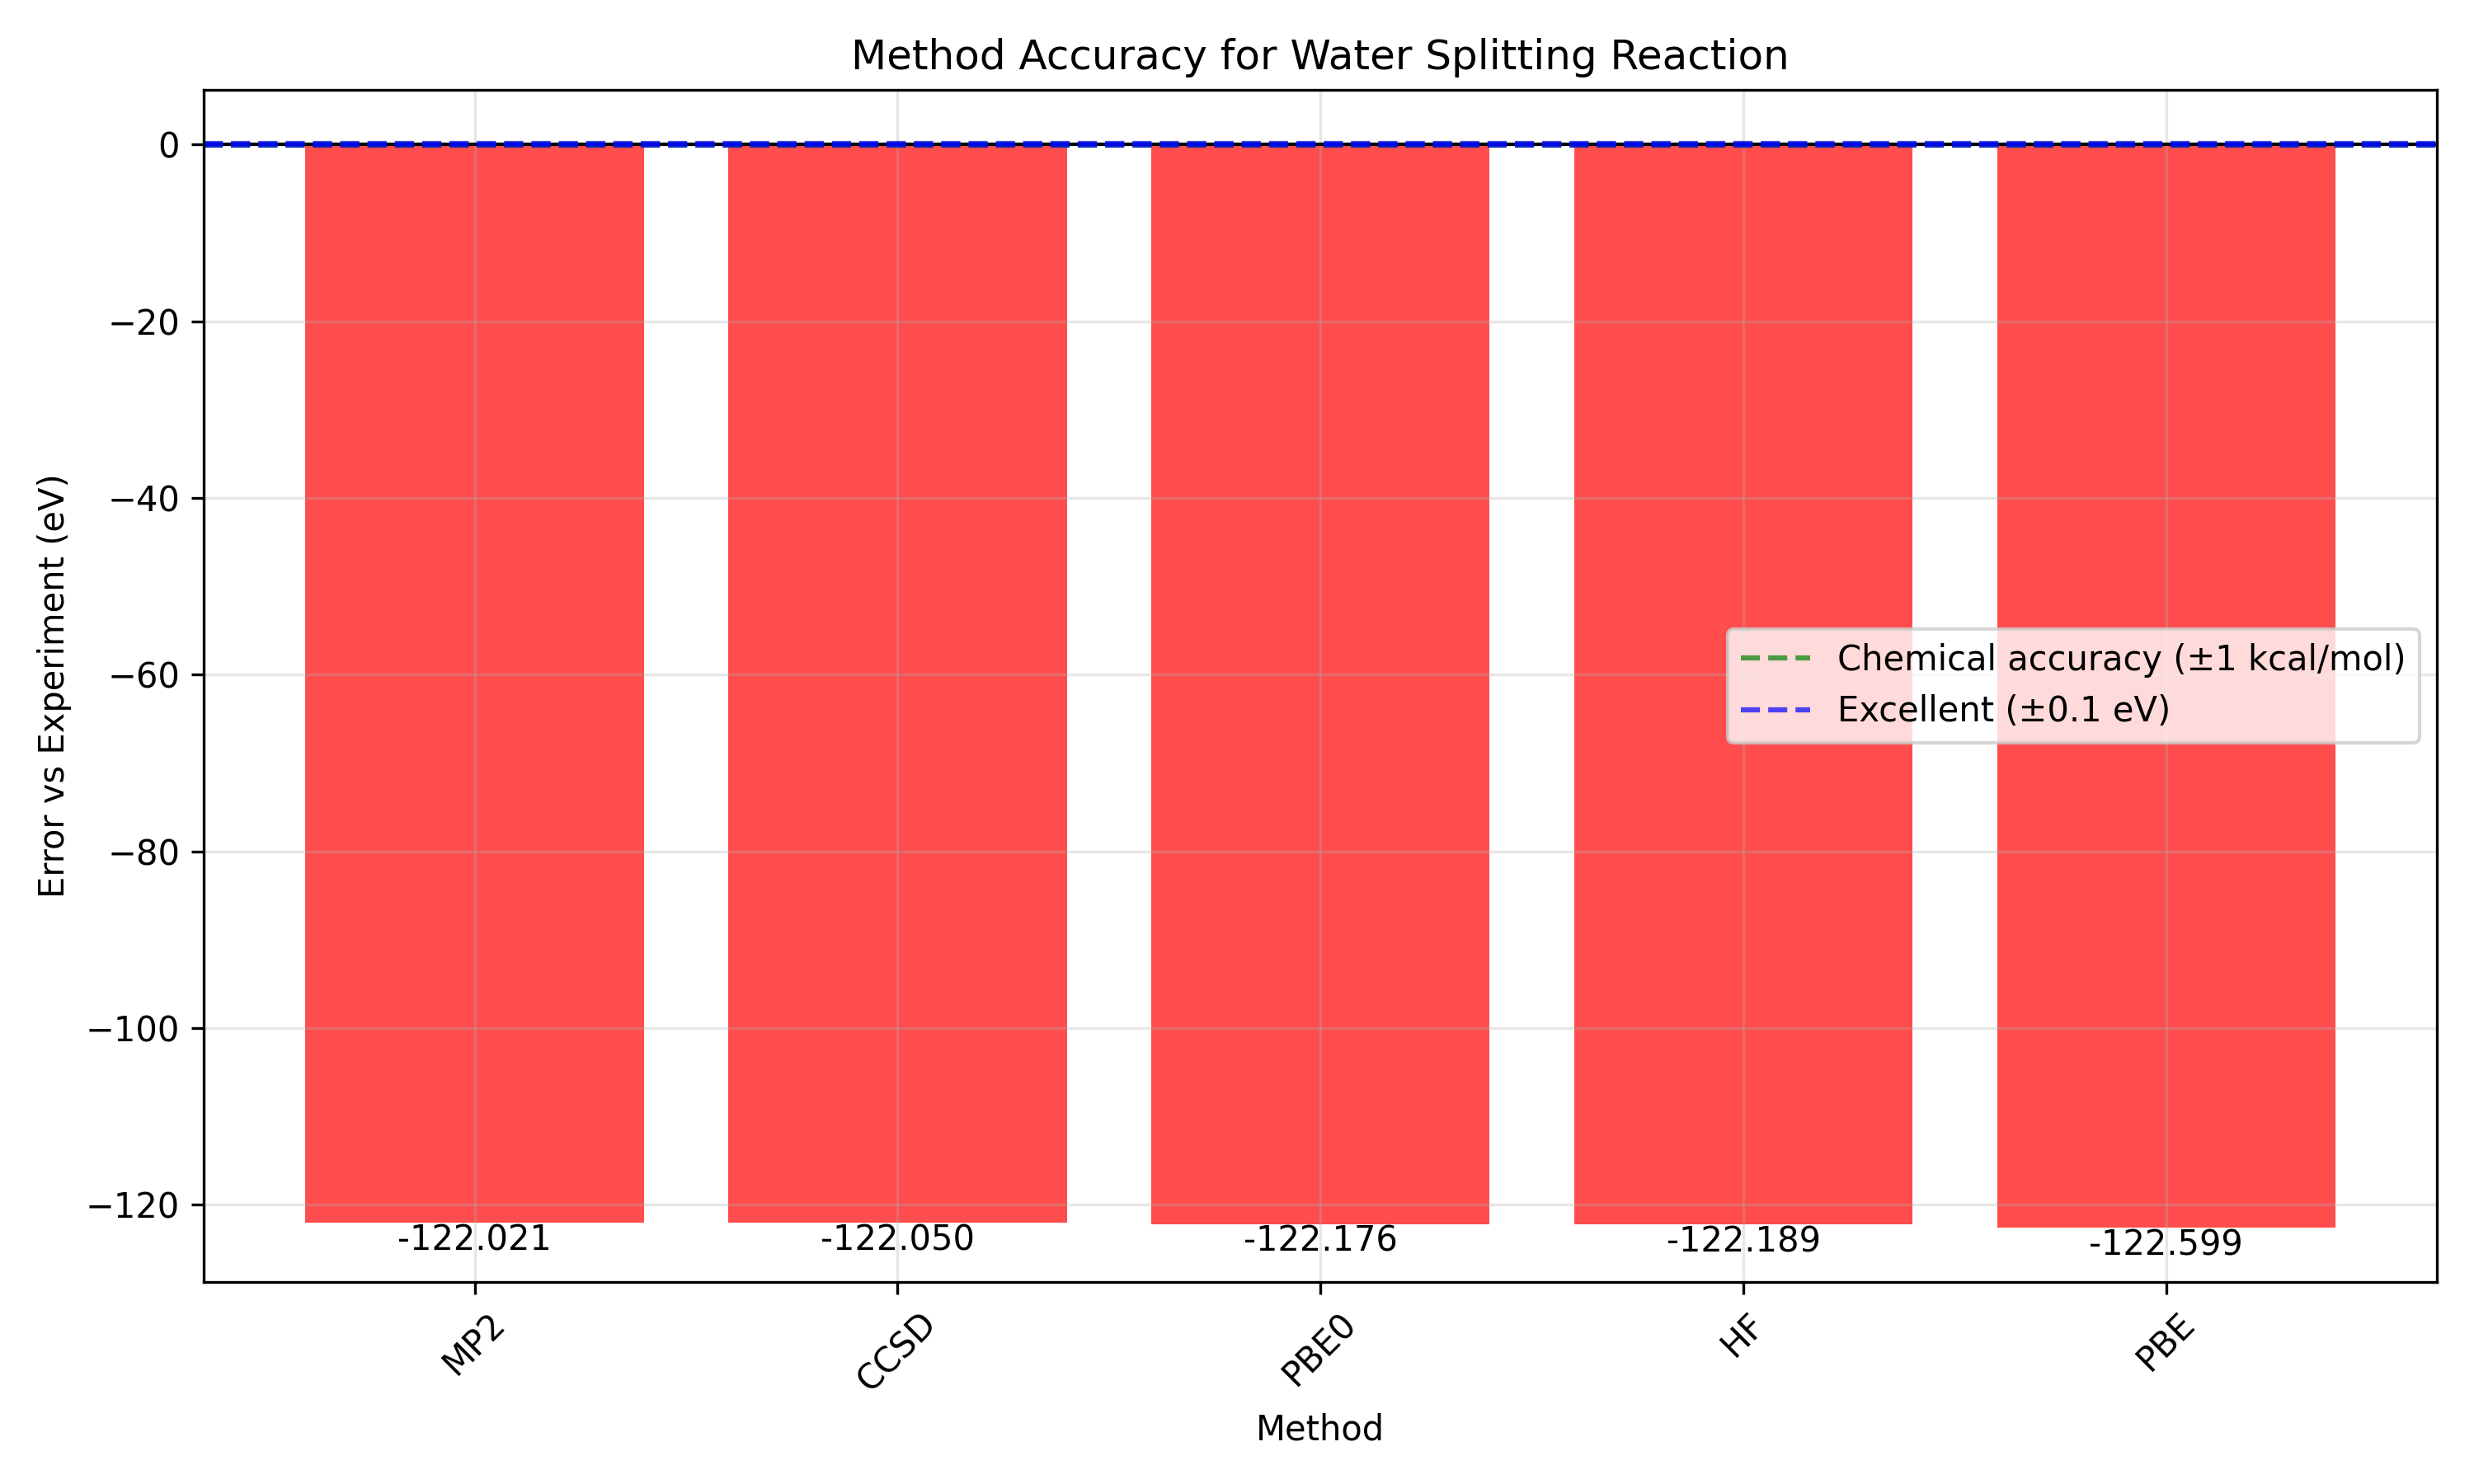 Method Accuracy for Water Splitting Reaction
Error vs Experiment (eV)
0
−20
−40
−60
−80
−100
−120
Chemical accuracy (±1 kcal/mol)
Excellent (±0.1 eV)
-122.021
-122.050
-122.176
-122.189
-122.599
MP2
CCSD
PBE0
HF
PBE
Method